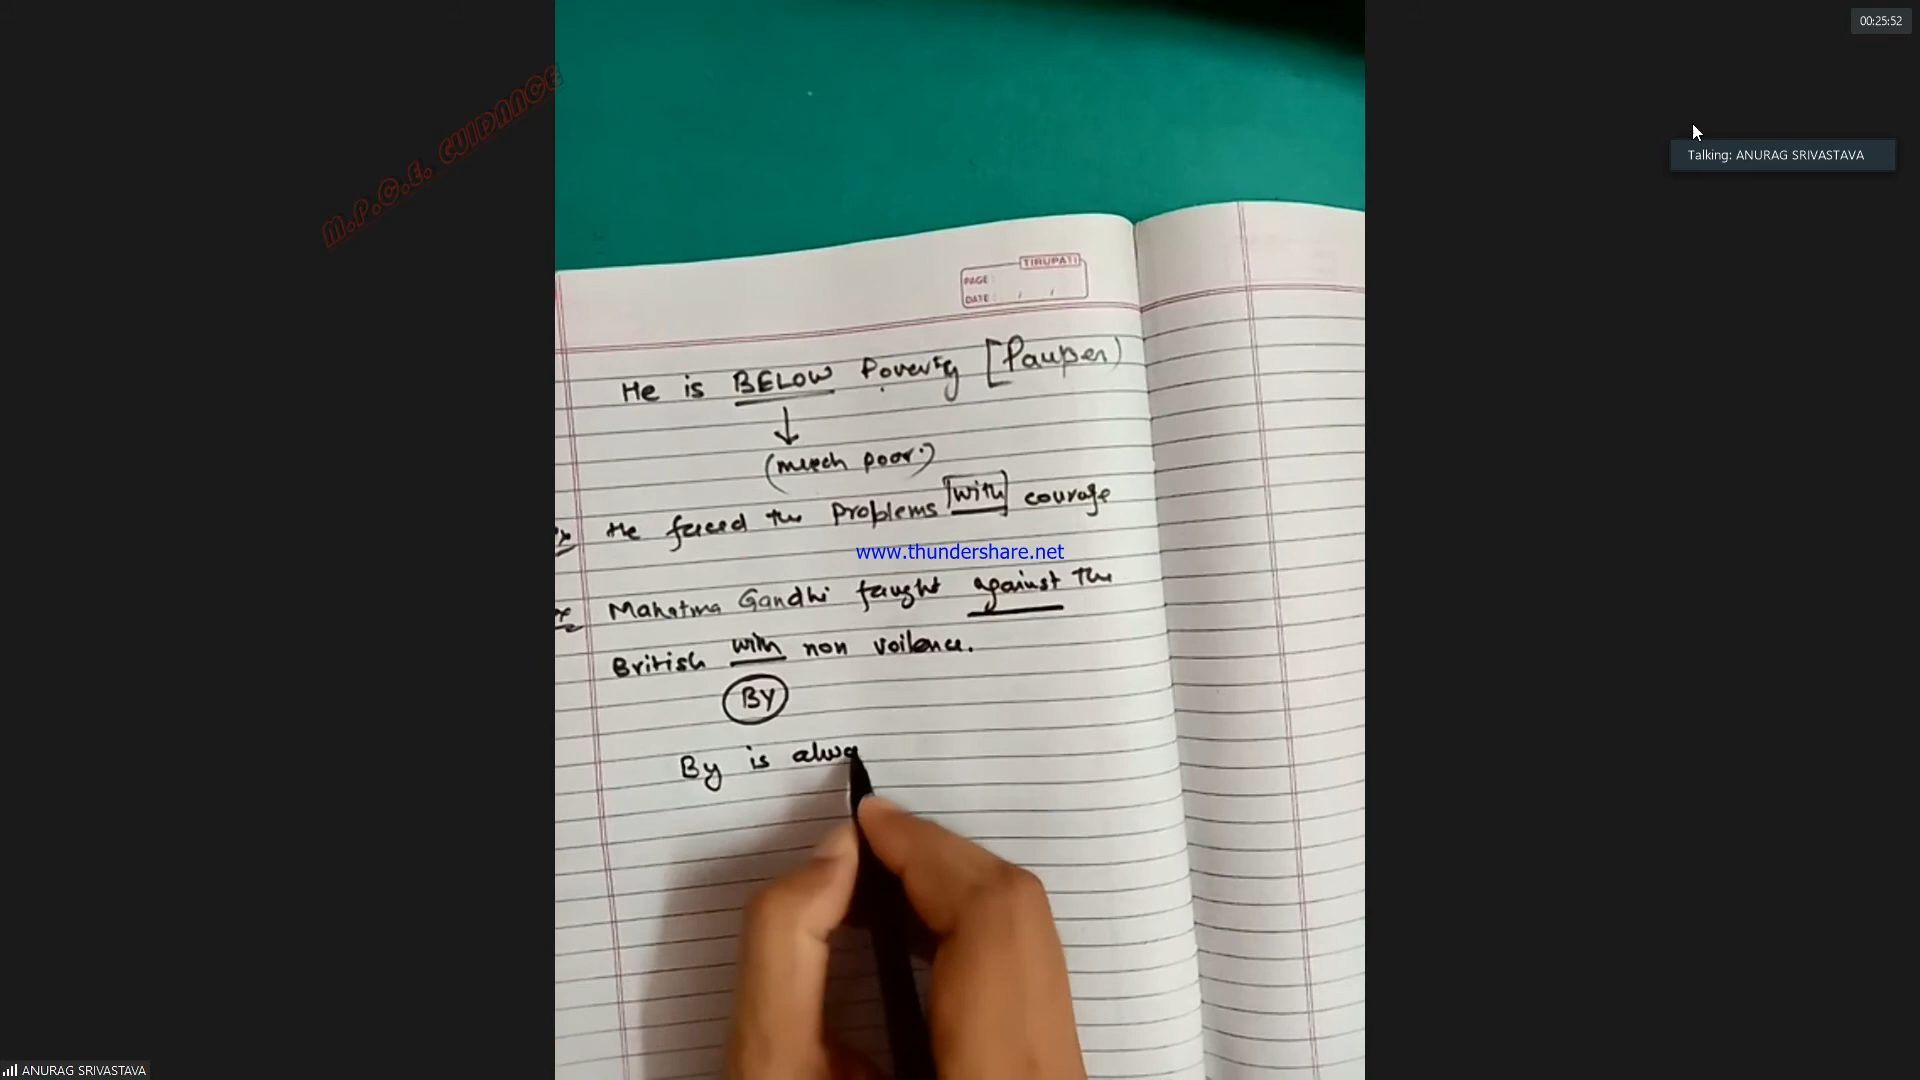 00:25:52
M.P.C.E. GUIDANCE
Talking: ANURAG SRIVASTAVA
TIRUPATI
PAGE :
DATE : / /
He is BELOW Poverty [Pauper)
(much poor.)
He faced the Problems with courage
www.thundershare.net
Mahatma Gandhi faught against The
British with non voilence.
BY
By is alwa
ANURAG SRIVASTAVA